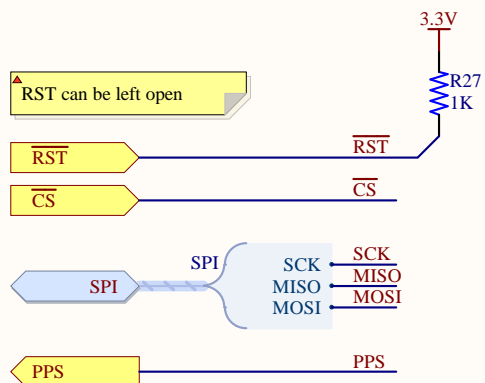 3.3V
R27
1K
RST can be left open
RST RST
CS CS
SPI SCK
SCK
SPI MISO MISO
MOSI MOSI
PPS PPS